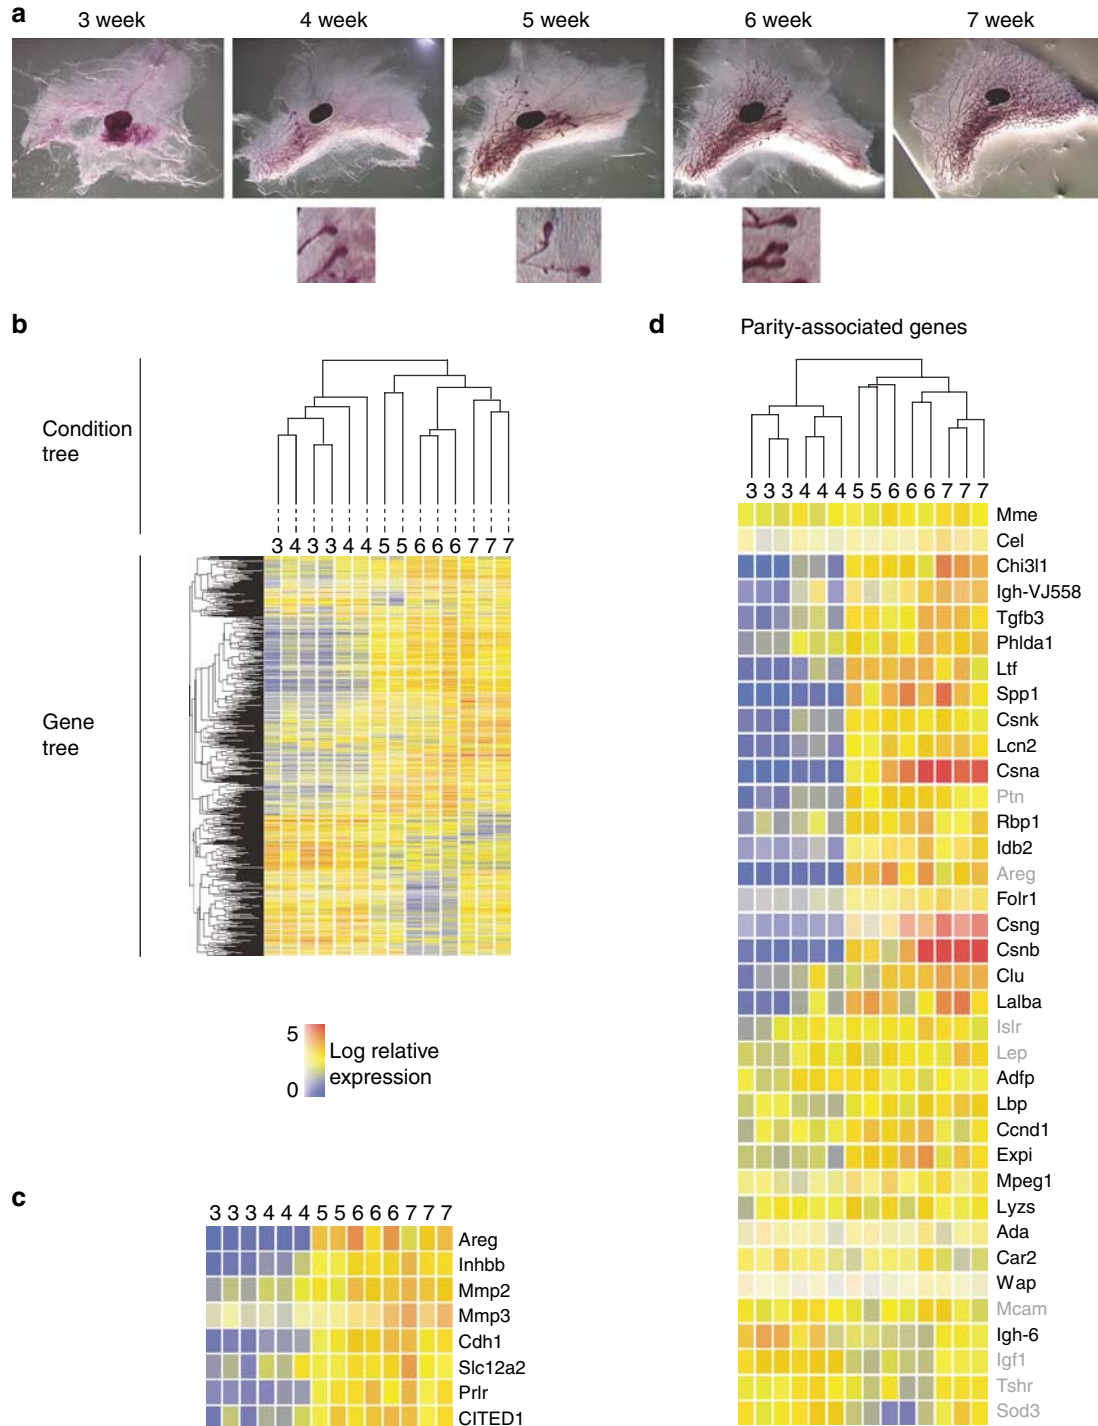 a
3 week 4 week 5 week 6 week 7 week
b
Condition
tree
3 4 3 3 4 4 5 5 6 6 6 7 7 7
Gene
tree
5
0
Log relative
expression
c
3 3 3 4 4 4 5 5 6 6 6 7 7 7
Areg
Inhbb
Mmp2
Mmp3
Cdh1
Slc12a2
Prlr
CITED1
d
Parity-associated genes
3 3 3 4 4 4 5 5 6 6 6 7 7 7
Mme
Cel
Chi3l1
Igh-VJ558
Tgfb3
Phlda1
Ltf
Spp1
Csnk
Lcn2
Csna
Ptn
Rbp1
Idb2
Areg
Folr1
Csng
Csnb
Clu
Lalba
Islr
Lep
Adfp
Lbp
Ccnd1
Expi
Mpeg1
Lyzs
Ada
Car2
Wap
Mcam
Igh-6
Igf1
Tshr
Sod3